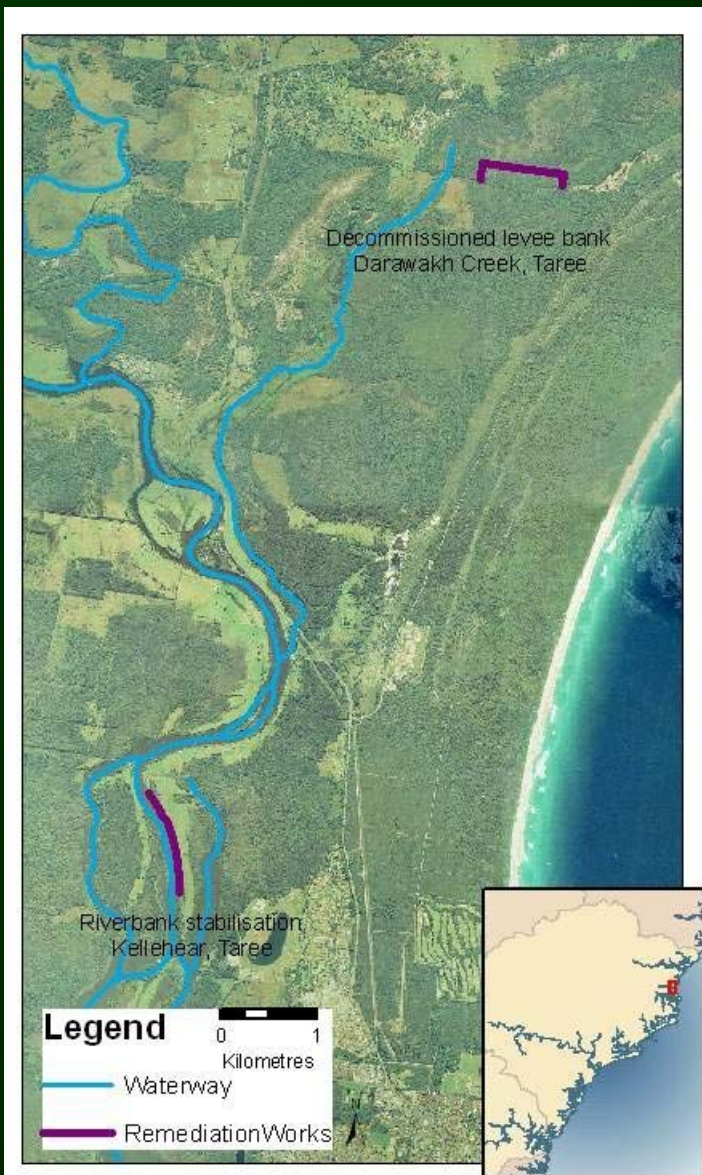 Decommissioned levee bank
Darawakh Creek, Taree
Riverbank stabilisation,
Kellehear, Taree
Legend
0 1
Kilometres
Waterway
RemediationWorks
N